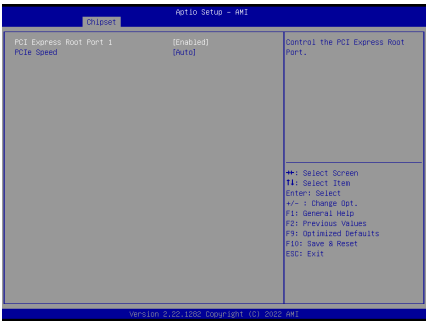 Aptio Setup - AMI
Chipset
PCI Express Root Port 1 [Enabled]
PCIe Speed [Auto]
Control the PCI Express Root
Port.
→←: Select Screen
↑↓: Select Item
Enter: Select
+/- : Change Opt.
F1: General Help
F2: Previous Values
F9: Optimized Defaults
F10: Save & Reset
ESC: Exit
Version 2.22.1282 Copyright (C) 2022 AMI